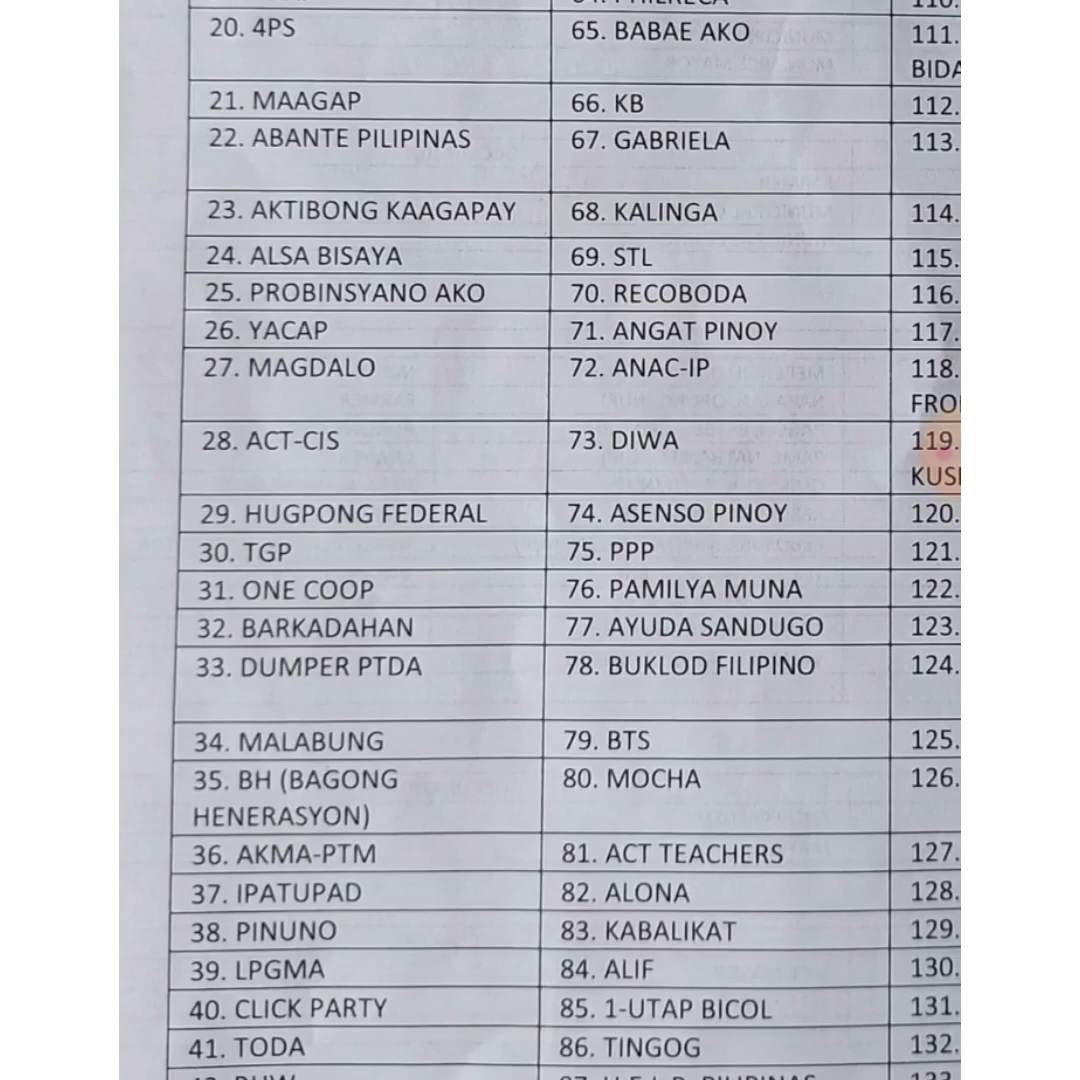 110.
20. 4PS
65. BABAE AKO
111.
BIDA
21. MAAGAP
66. KB
112.
22. ABANTE PILIPINAS
67. GABRIELA
113.
23. AKTIBONG KAAGAPAY
68. KALINGA
114.
24. ALSA BISAYA
69. STL
115.
25. PROBINSYANO AKO
70. RECOBODA
116.
26. YACAP
71. ANGAT PINOY
117.
27. MAGDALO
72. ANAC-IP
118.
28. ACT-CIS
73. DIWA
119.
29. HUGPONG FEDERAL
74. ASENSO PINOY
120.
30. TGP
75. PPP
121.
31. ONE COOP
76. PAMILYA MUNA
122.
32. BARKADAHAN
77. AYUDA SANDUGO
123.
33. DUMPER PTDA
78. BUKLOD FILIPINO
124.
34. MALABUNG
79. BTS
125.
35. BH (BAGONG
HENERASYON)
80. MOCHA
126.
36. AKMA-PTM
81. ACT TEACHERS
127.
37. IPATUPAD
82. ALONA
128.
38. PINUNO
83. KABALIKAT
129.
39. LPGMA
84. ALIF
130.
40. CLICK PARTY
85. 1-UTAP BICOL
131.
41. TODA
86. TINGOG
132.